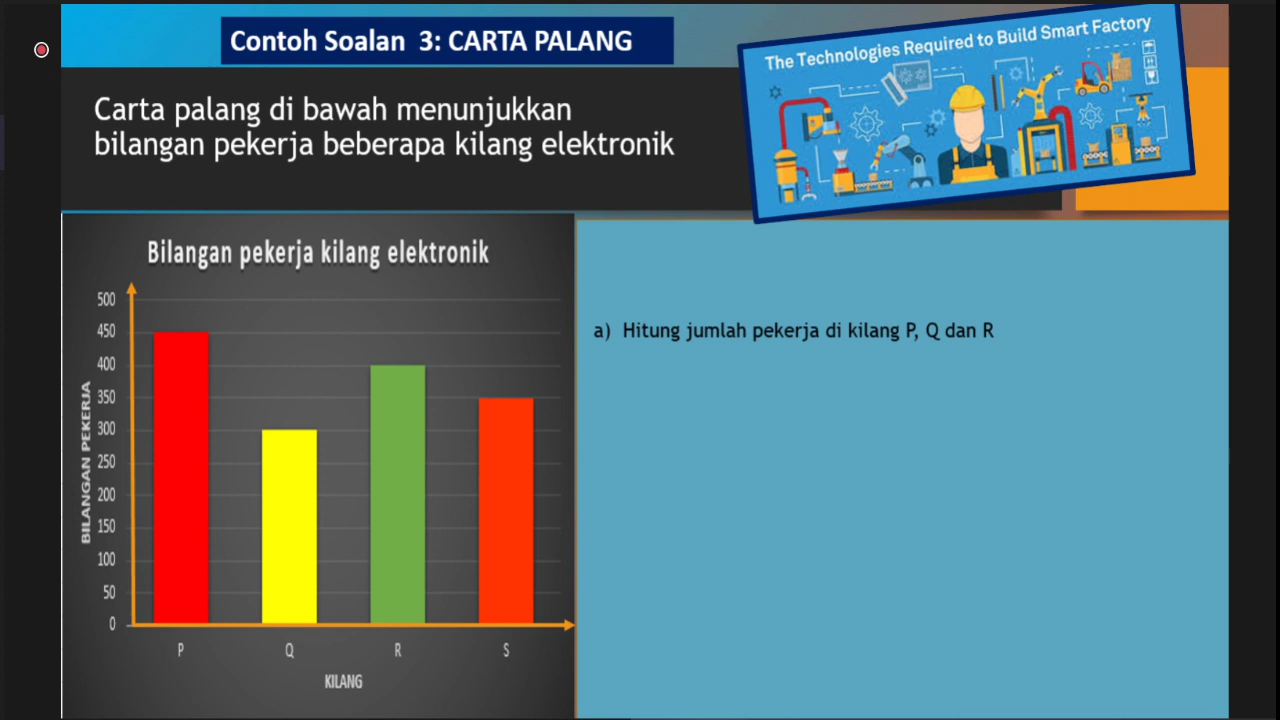 Contoh Soalan 3: CARTA PALANG
The Technologies Required to Build Smart Factory
Carta palang di bawah menunjukkan
bilangan pekerja beberapa kilang elektronik
Bilangan pekerja kilang elektronik
BILANGAN PEKERJA
500
450
400
350
300
250
200
150
100
50
0
P Q R S
KILANG
a) Hitung jumlah pekerja di kilang P, Q dan R